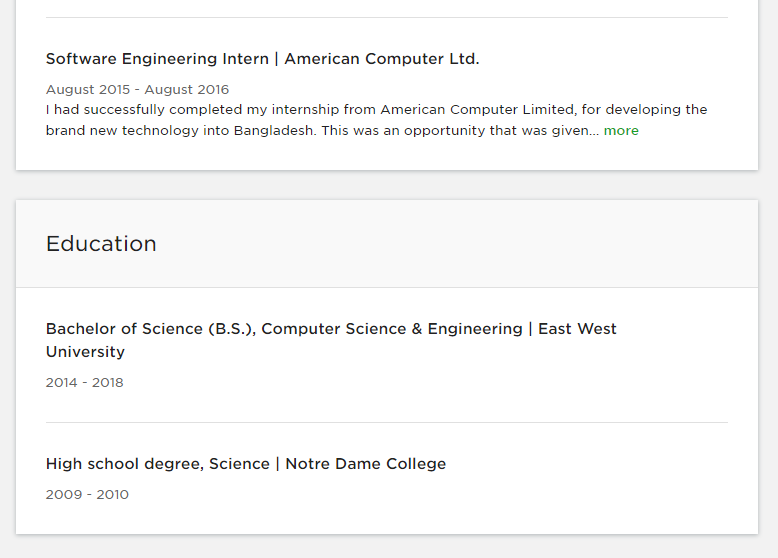 Software Engineering Intern | American Computer Ltd.
August 2015 - August 2016
I had successfully completed my internship from American Computer Limited, for developing the
brand new technology into Bangladesh. This was an opportunity that was given... more
Education
Bachelor of Science (B.S.), Computer Science & Engineering | East West
University
2014 - 2018
High school degree, Science | Notre Dame College
2009 - 2010